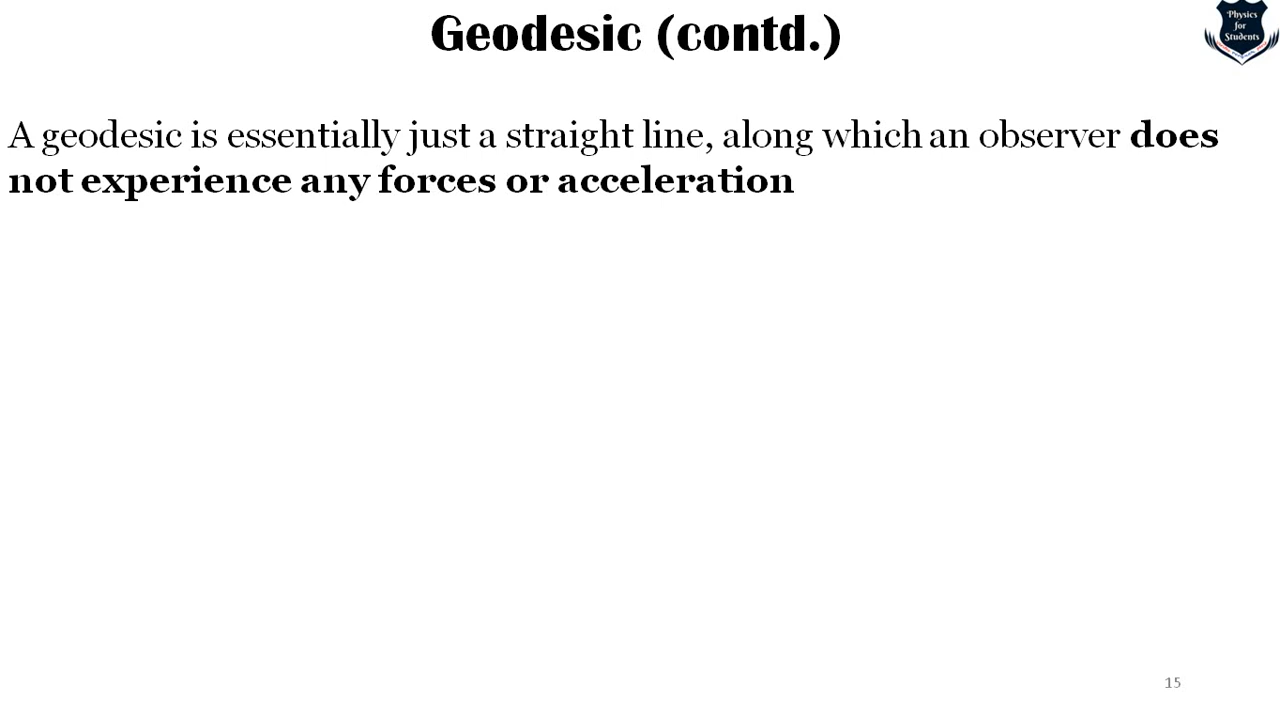 Geodesic (contd.)
Physics
for
Students
A geodesic is essentially just a straight line, along which an observer does
not experience any forces or acceleration
15